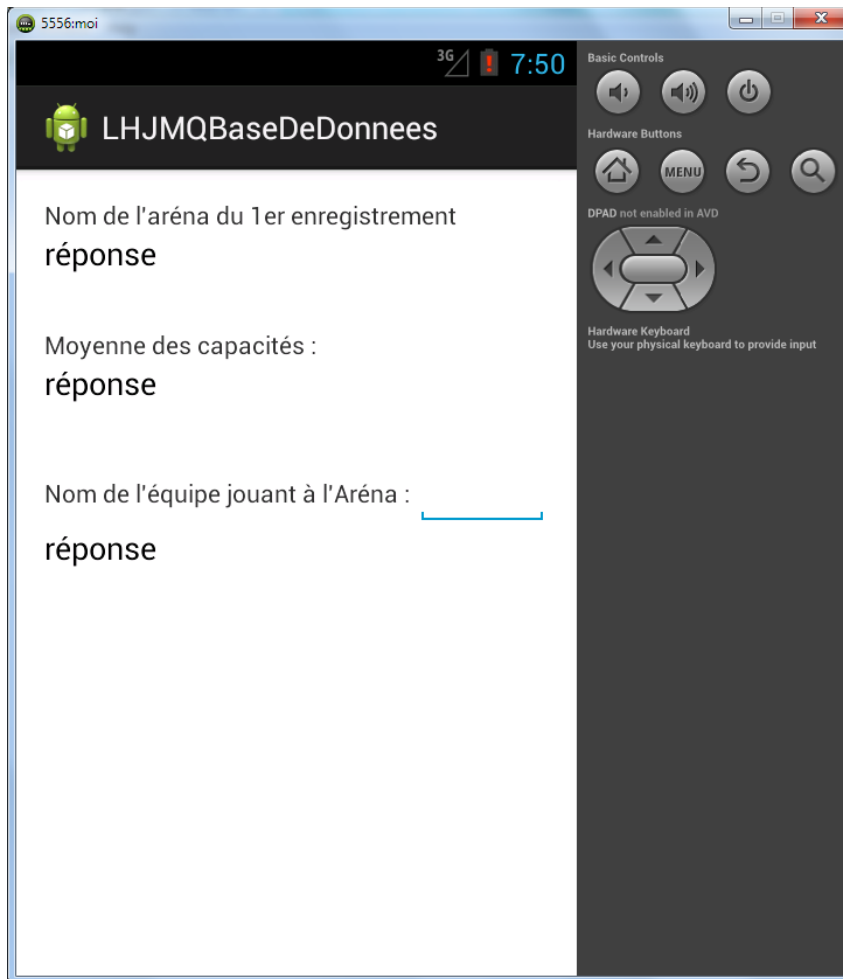 5556:moi
3G 7:50
LHJMQBaseDeDonnees
Nom de l'aréna du 1er enregistrement
réponse
Moyenne des capacités :
réponse
Nom de l'équipe jouant à l'Aréna :
réponse
Basic Controls
Hardware Buttons
MENU
DPAD not enabled in AVD
Hardware Keyboard
Use your physical keyboard to provide input